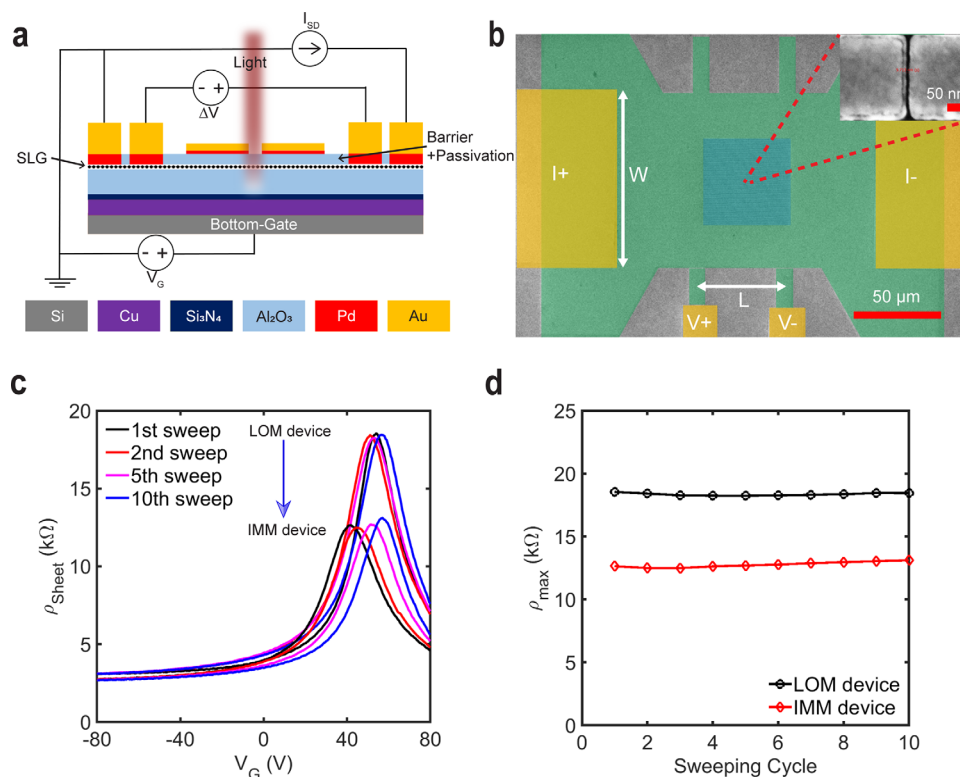 a
I_SD
Light
- +
ΔV
SLG
Barrier
+Passivation
Bottom-Gate
- +
V_G
Si
Cu
Si₃N₄
Al₂O₃
Pd
Au
b
50 nm
I+
W
I-
L
V+
V-
50 μm
c
ρ_Sheet (kΩ)
20
15
10
5
0
1st sweep
2nd sweep
5th sweep
10th sweep
LOM device
IMM device
-80
-40
0
40
80
V_G (V)
d
ρ_max (kΩ)
25
20
15
10
5
0
LOM device
IMM device
0
2
4
6
8
10
Sweeping Cycle